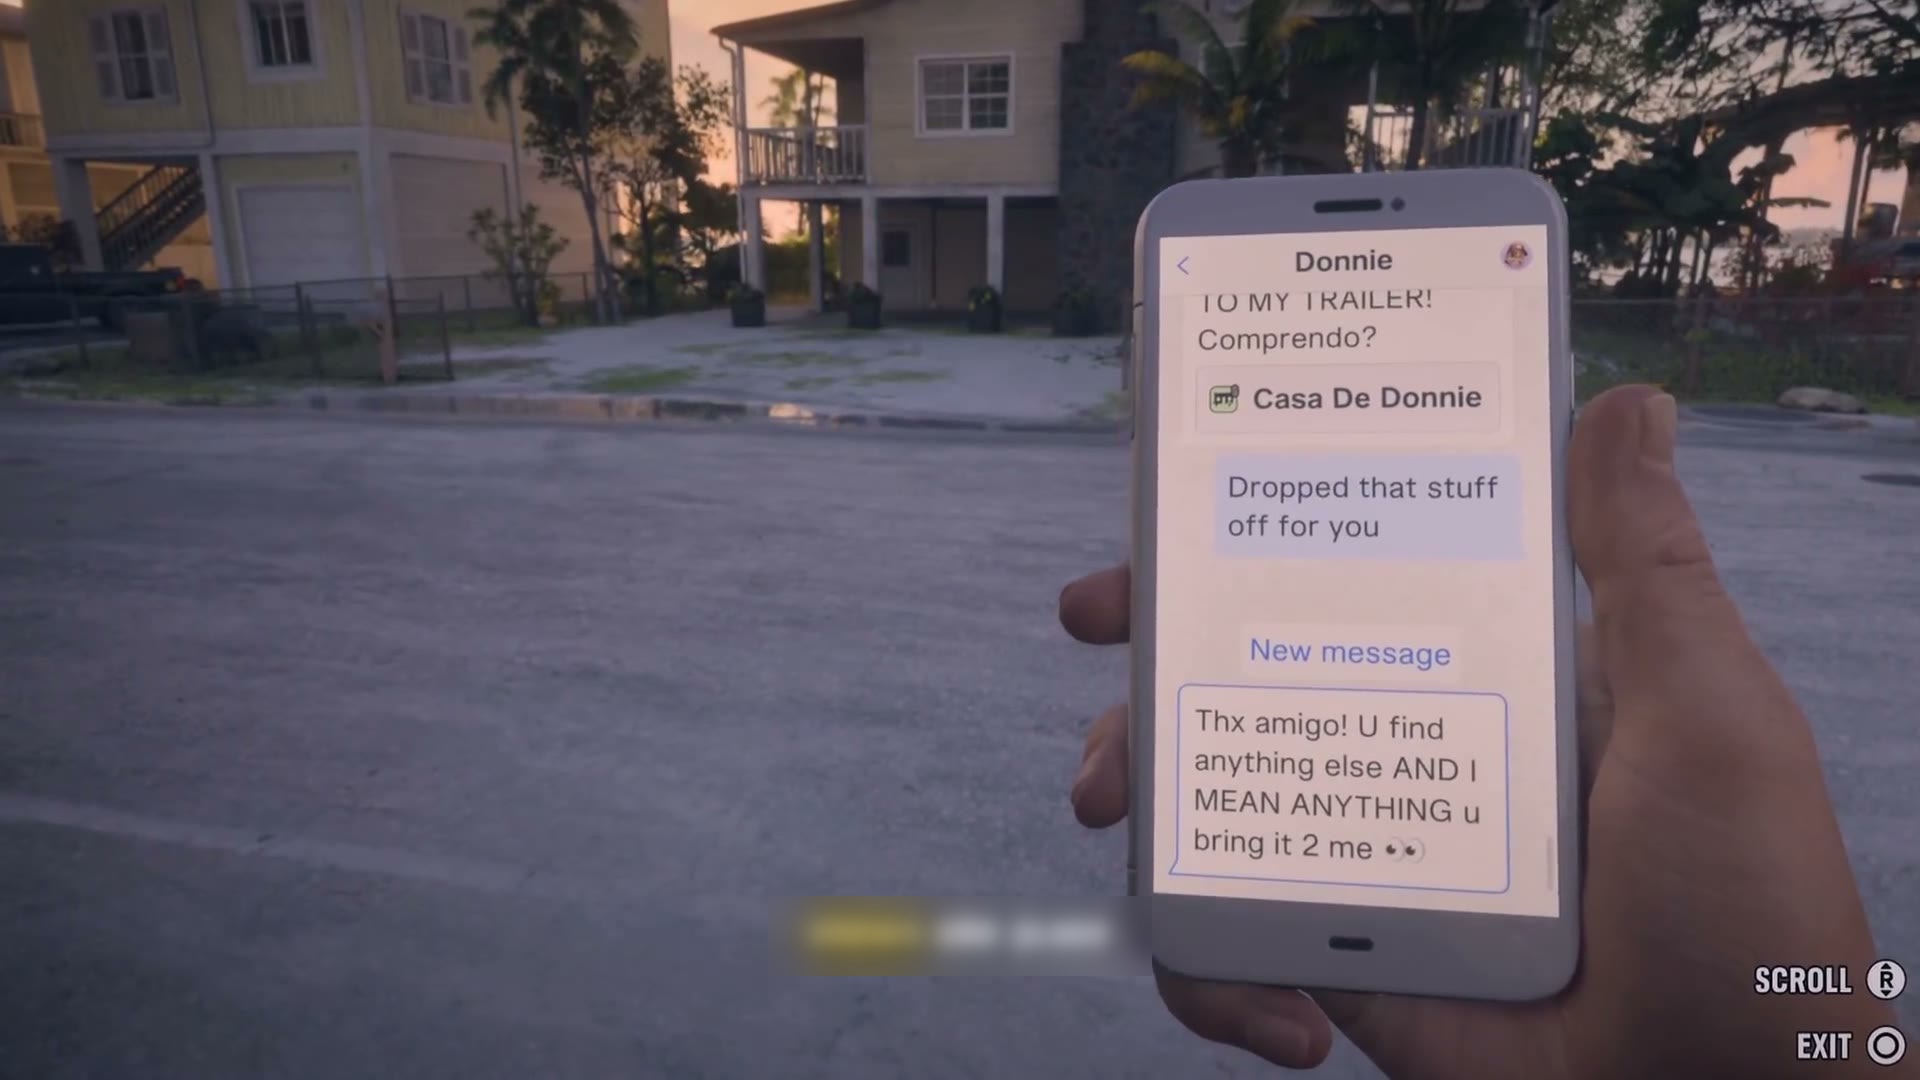 Donnie
TO MY TRAILER!
Comprendo?
Casa De Donnie
Dropped that stuff
off for you
New message
Thx amigo! U find
anything else AND I
MEAN ANYTHING u
bring it 2 me 👀
SCROLL R
EXIT